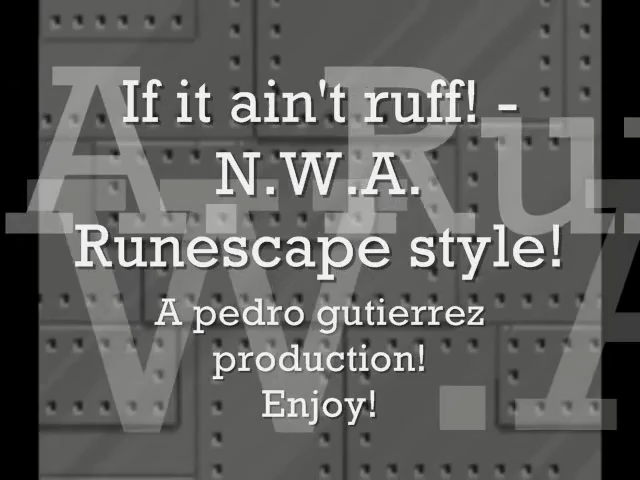 If it ain't ruff! -
N.W.A.
Runescape style!
A pedro gutierrez
production!
Enjoy!